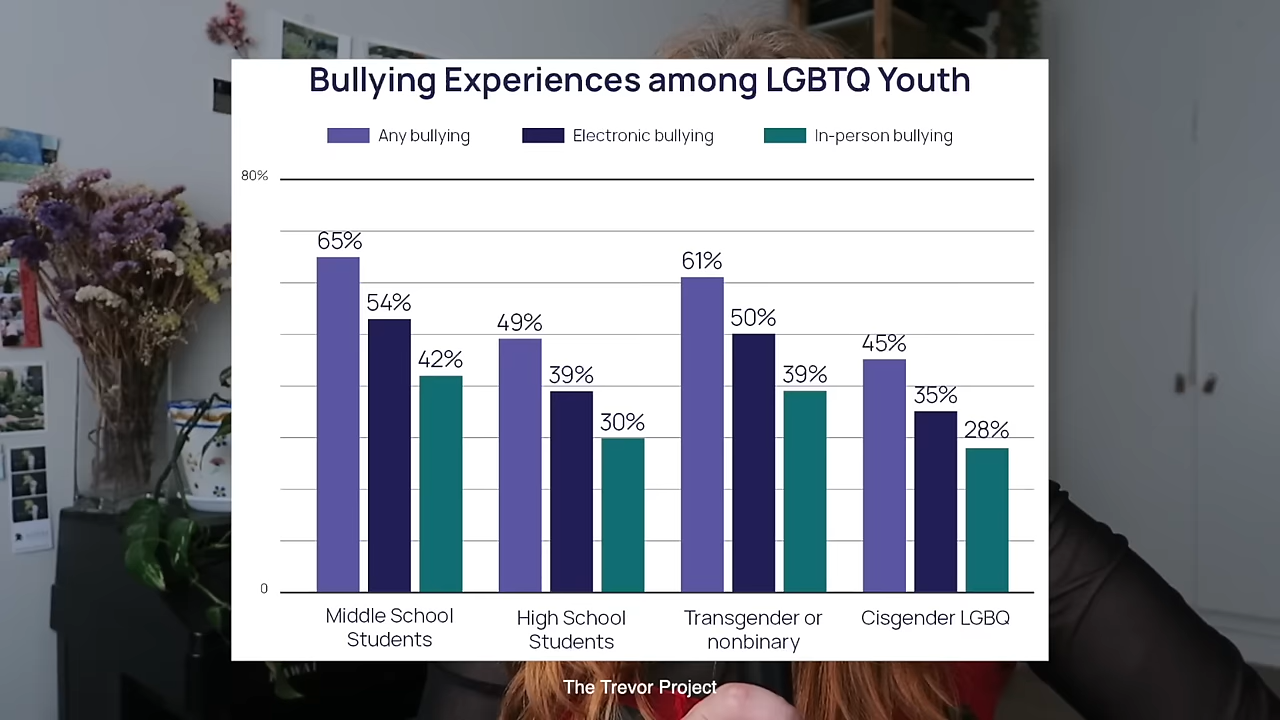 Bullying Experiences among LGBTQ Youth
Any bullying
Electronic bullying
In-person bullying
80%
65%
54%
42%
49%
39%
30%
61%
50%
39%
45%
35%
28%
0
Middle School
Students
High School
Students
Transgender or
nonbinary
Cisgender LGBQ
The Trevor Project